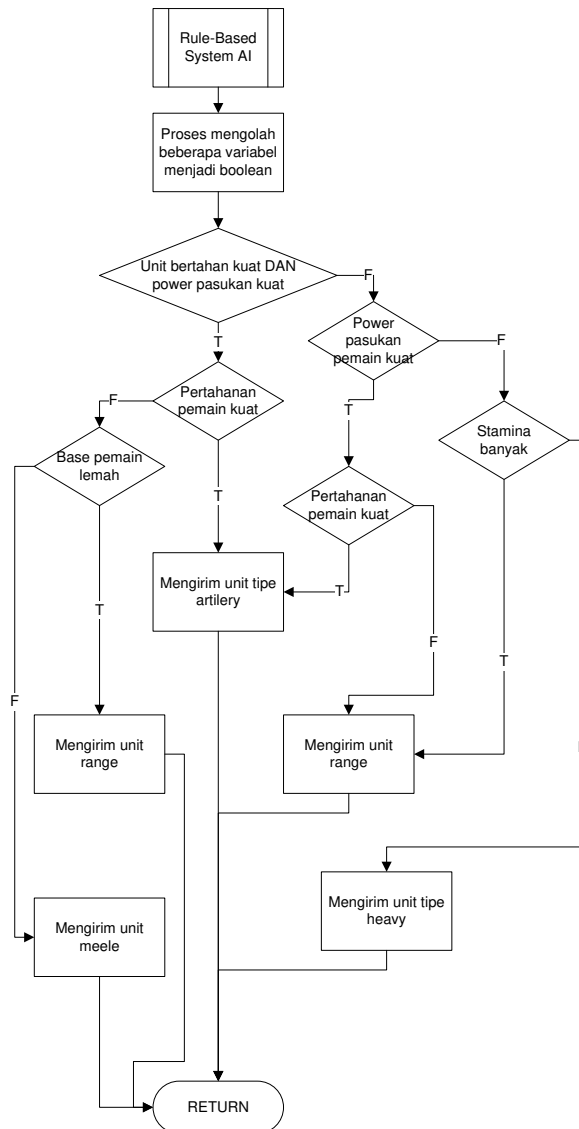 Rule-Based
System AI
Proses mengolah
beberapa variabel
menjadi boolean
Unit bertahan kuat DAN
power pasukan kuat
F
T
Power
pasukan
pemain kuat
F
Pertahanan
pemain kuat
F
T
Stamina
banyak
Base pemain
lemah
T
Pertahanan
pemain kuat
Mengirim unit tipe
artilery
T
T
F
T
F
Mengirim unit
range
Mengirim unit
range
Mengirim unit tipe
heavy
Mengirim unit
meele
RETURN